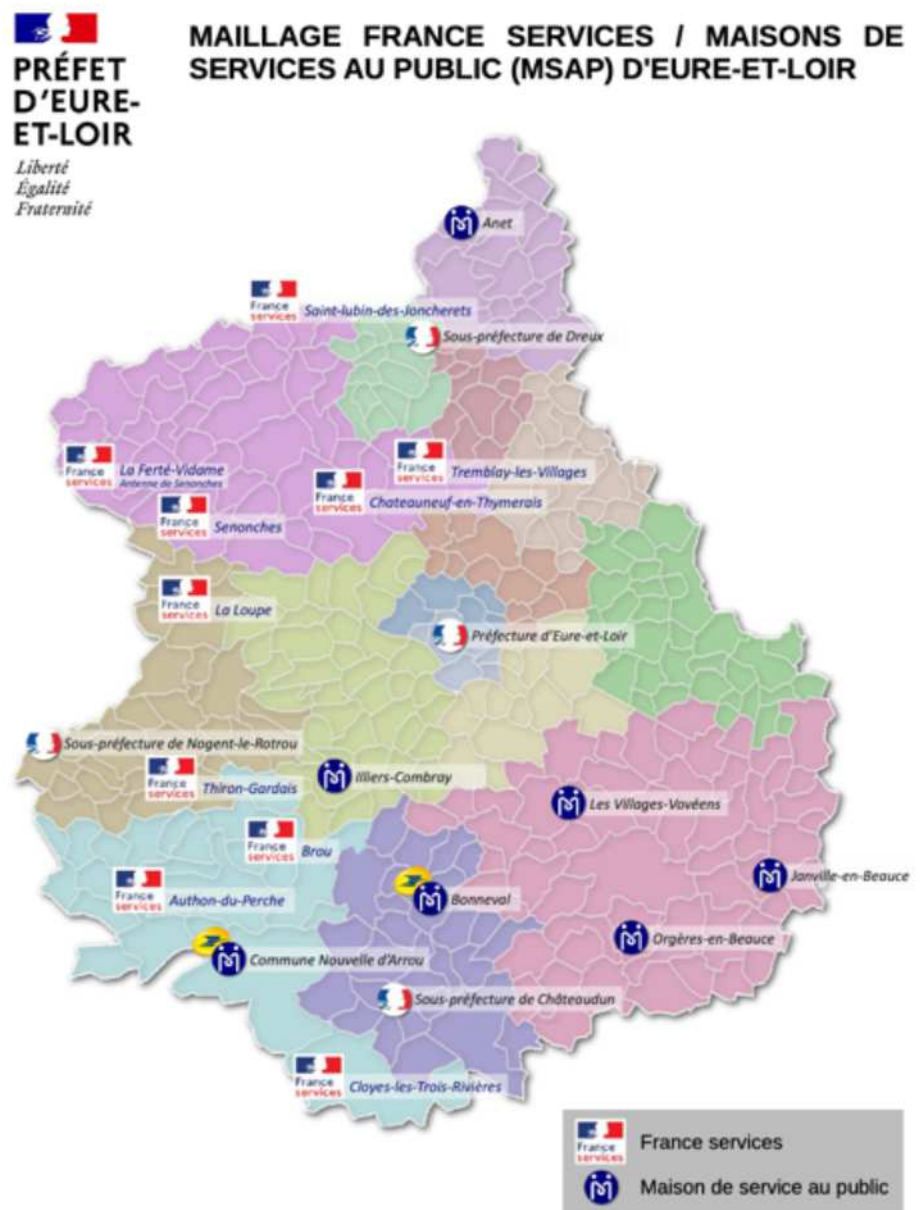 PRÉFET
D'EURE-
ET-LOIR
Liberté
Égalité
Fraternité
MAILLAGE FRANCE SERVICES / MAISONS DE
SERVICES AU PUBLIC (MSAP) D'EURE-ET-LOIR
Anet
France
services
Saint-lubin-des-Joncherets
Sous-préfecture de Dreux
France
services
La Ferté-Vidame
Antenne de Senonches
France
services
Tremblay-les-Villages
France
services
Chateauneuf-en-Thymerais
France
services
Senonches
France
services
La Loupe
Préfecture d'Eure-et-Loir
Sous-préfecture de Nogent-le-Rotrou
France
services
Thiron-Gardais
Illiers-Combray
Les Villages-Vovéens
France
services
Brou
Janville-en-Beauce
France
services
Authon-du-Perche
Bonneval
Orgères-en-Beauce
Commune Nouvelle d'Arrou
Sous-préfecture de Châteaudun
France
services
Cloyes-les-Trois-Rivières
France
services
France services
Maison de service au public